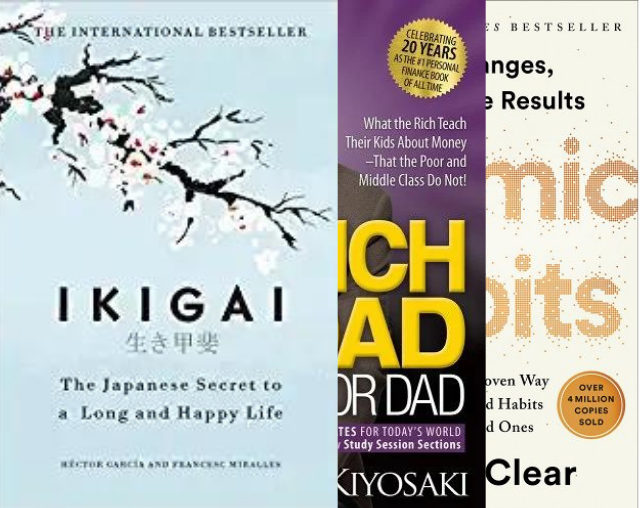 THE INTERNATIONAL BESTSELLER
IKIGAI
生き甲斐
The Japanese Secret to
a Long and Happy Life
HÉCTOR GARCÍA AND FRANCESC MIRALLES
CELEBRATING
20 YEARS
AS THE #1 PERSONAL
FINANCE BOOK
OF ALL TIME
What the Rich Teach
Their Kids About Money
–That the Poor and
Middle Class Do Not!
ICH
AD
OR DAD
TES FOR TODAY'S WORLD
Study Session Sections
KIYOSAKI
ES BESTSELLER
anges,
e Results
mic
bits
oven Way
d Habits
d Ones
OVER
4 MILLION
COPIES
SOLD
Clear